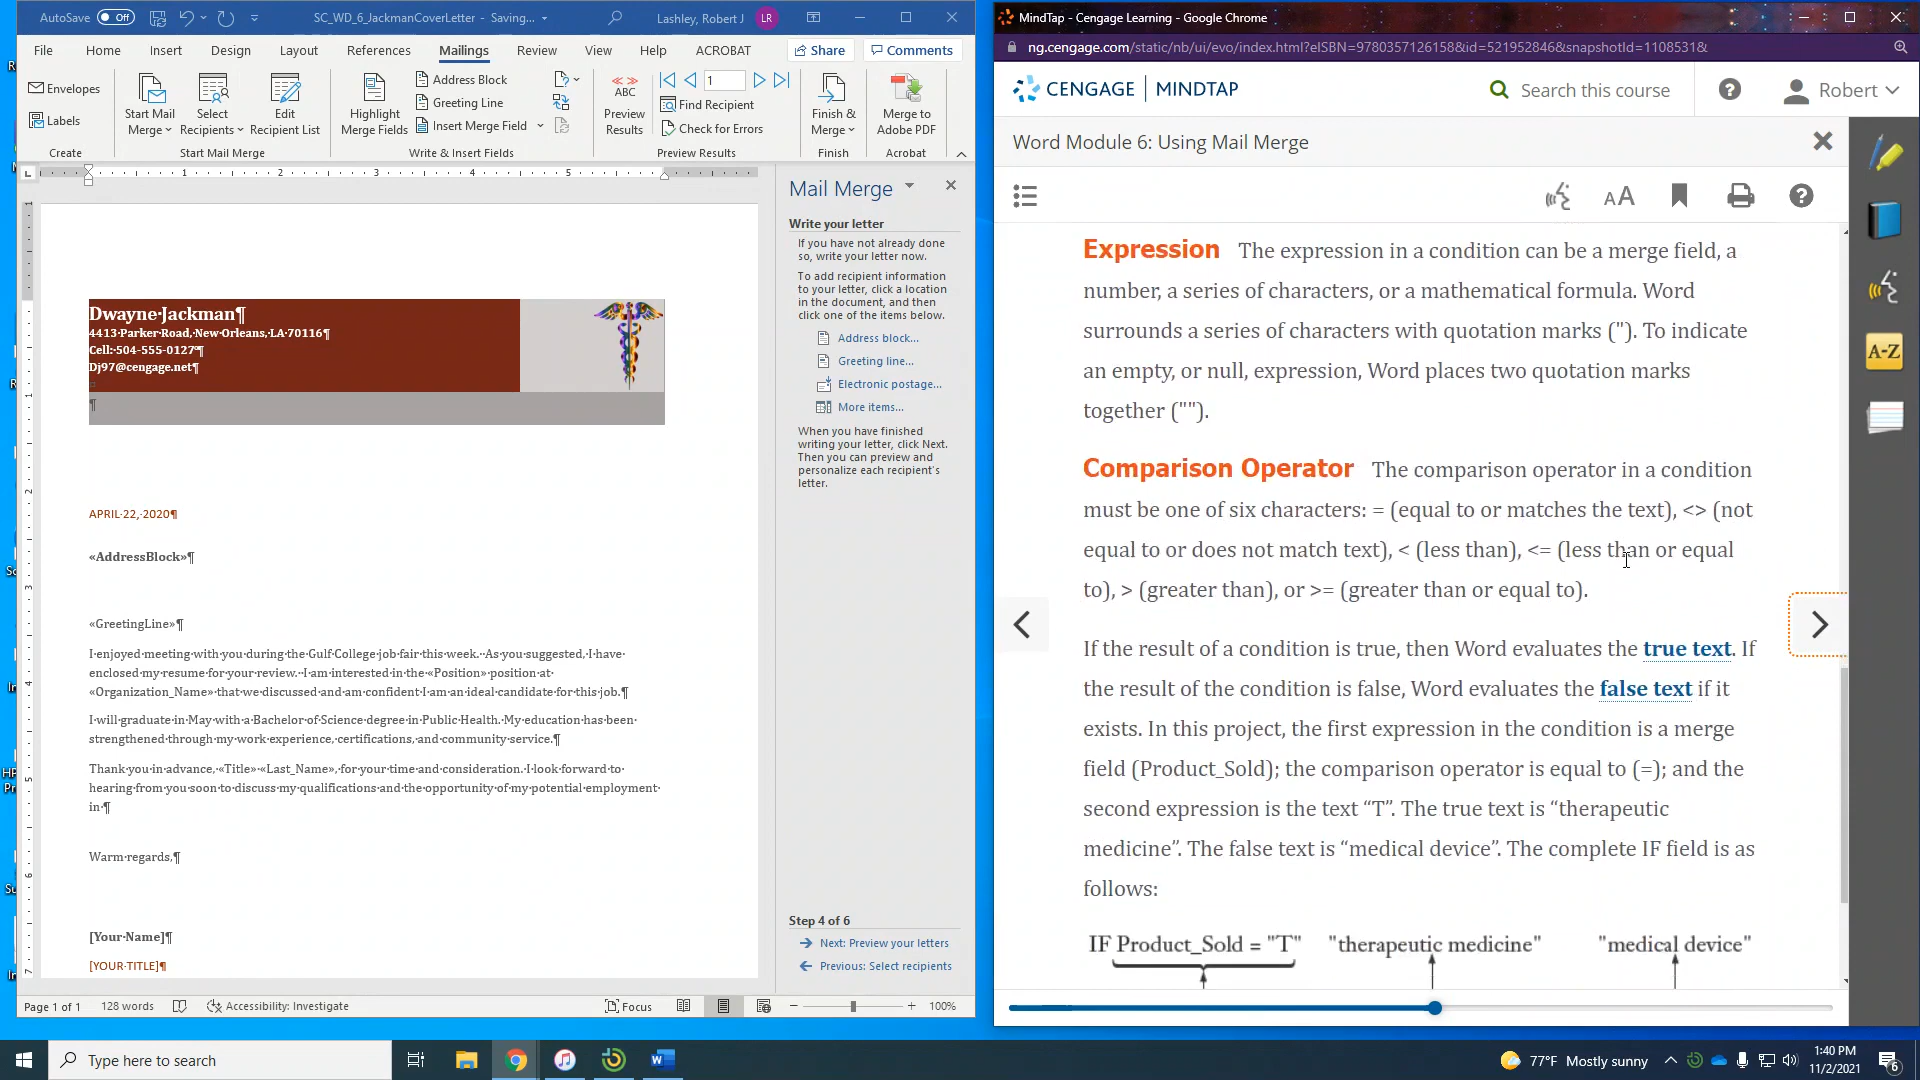 AutoSave Off SC_WD_6_JackmanCoverLetter - Saving... Lashley, Robert J LR
File Home Insert Design Layout References Mailings Review View Help ACROBAT Share Comments
Envelopes
Labels
Create
Start Mail
Merge
Select
Recipients
Edit
Recipient List
Start Mail Merge
Highlight
Merge Fields
Address Block
Greeting Line
Insert Merge Field
Write & Insert Fields
ABC
Preview
Results
1
Find Recipient
Check for Errors
Preview Results
Finish &
Merge
Finish
Merge to
Adobe PDF
Acrobat
L
1 2 3 4 5
Dwayne·Jackman¶
4413·Parker·Road,·New·Orleans,·LA·70116¶
Cell:·504-555-0127¶
Dj97@cengage.net¶
¶
APRIL·22,·2020¶
«AddressBlock»¶
«GreetingLine»¶
I·enjoyed·meeting·with·you·during·the·Gulf·College·job·fair·this·week.··As·you·suggested,·I·have·
enclosed·my·resume·for·your·review.··I·am·interested·in·the·«Position»·position·at·
«Organization_Name»·that·we·discussed·and·am·confident·I·am·an·ideal·candidate·for·this·job.¶
I·will·graduate·in·May·with·a·Bachelor·of·Science·degree·in·Public·Health.·My·education·has·been·
strengthened·through·my·work·experience,·certifications,·and·community·service.¶
Thank·you·in·advance,·«Title»·«Last_Name»,·for·your·time·and·consideration.·I·look·forward·to·
hearing·from·you·soon·to·discuss·my·qualifications·and·the·opportunity·of·my·potential·employment·
in·¶
Warm·regards,¶
[Your·Name]¶
[YOUR·TITLE]¶
Mail Merge
Write your letter
If you have not already done
so, write your letter now.
To add recipient information
to your letter, click a location
in the document, and then
click one of the items below.
Address block...
Greeting line...
Electronic postage...
More items...
When you have finished
writing your letter, click Next.
Then you can preview and
personalize each recipient's
letter.
Step 4 of 6
Next: Preview your letters
Previous: Select recipients
Page 1 of 1 128 words Accessibility: Investigate Focus 100%
MindTap - Cengage Learning - Google Chrome
ng.cengage.com/static/nb/ui/evo/index.html?eISBN=9780357126158&id=521952846&snapshotId=1108531&
CENGAGE MINDTAP Search this course Robert
Word Module 6: Using Mail Merge
AA
A-Z
Expression The expression in a condition can be a merge field, a
number, a series of characters, or a mathematical formula. Word
surrounds a series of characters with quotation marks ("). To indicate
an empty, or null, expression, Word places two quotation marks
together ("").
Comparison Operator The comparison operator in a condition
must be one of six characters: = (equal to or matches the text), <> (not
equal to or does not match text), < (less than), <= (less than or equal
to), > (greater than), or >= (greater than or equal to).
If the result of a condition is true, then Word evaluates the true text. If
the result of the condition is false, Word evaluates the false text if it
exists. In this project, the first expression in the condition is a merge
field (Product_Sold); the comparison operator is equal to (=); and the
second expression is the text “T”. The true text is “therapeutic
medicine”. The false text is “medical device”. The complete IF field is as
follows:
IF Product_Sold = "T" "therapeutic medicine" "medical device"
Type here to search
77°F Mostly sunny
1:40 PM
11/2/2021
6